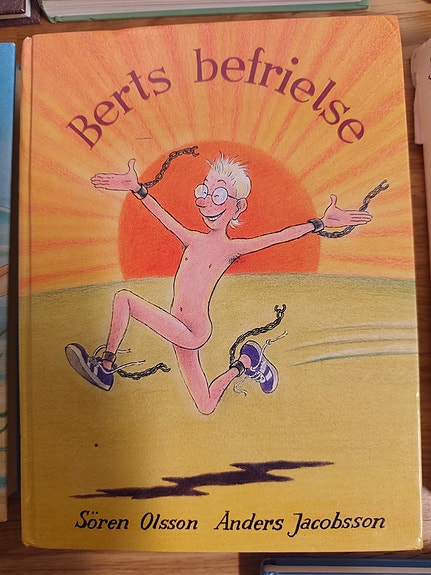 Berts befrielse
Sören Olsson Anders Jacobsson